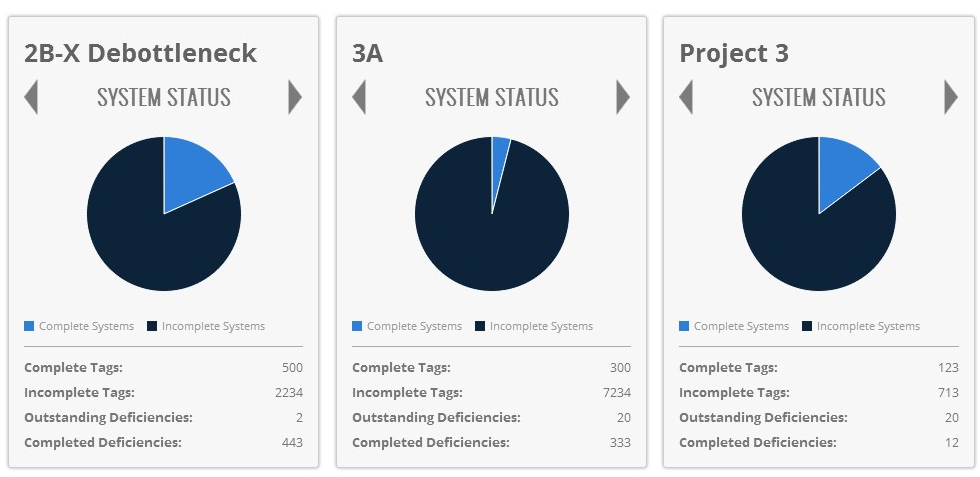 2B-X Debottleneck
SYSTEM STATUS
Complete Systems Incomplete Systems
Complete Tags: 500
Incomplete Tags: 2234
Outstanding Deficiencies: 2
Completed Deficiencies: 443
3A
SYSTEM STATUS
Complete Systems Incomplete Systems
Complete Tags: 300
Incomplete Tags: 7234
Outstanding Deficiencies: 20
Completed Deficiencies: 333
Project 3
SYSTEM STATUS
Complete Systems Incomplete Systems
Complete Tags: 123
Incomplete Tags: 713
Outstanding Deficiencies: 20
Completed Deficiencies: 12